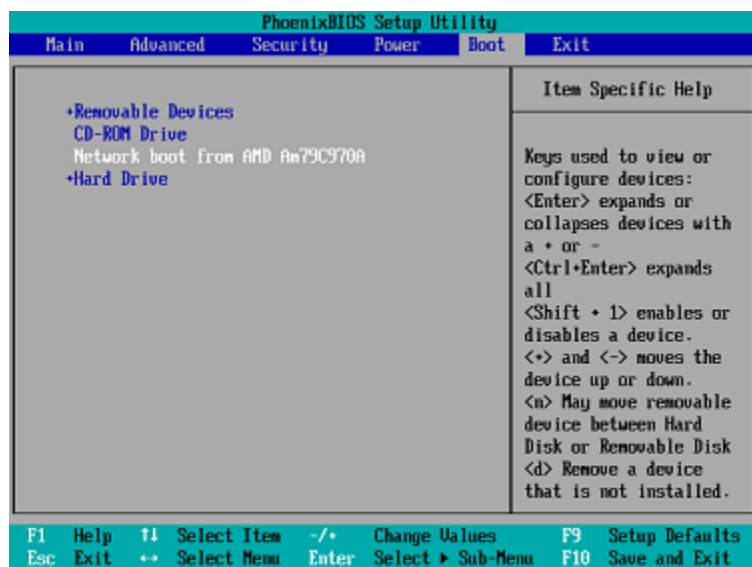 PhoenixBIOS Setup Utility
Main Advanced Security Power Boot Exit
Item Specific Help
+Removable Devices
CD-ROM Drive
Network boot from AMD Am79C970A
+Hard Drive
Keys used to view or
configure devices:
<Enter> expands or
collapses devices with
a + or -
<Ctrl+Enter> expands
all
<Shift + 1> enables or
disables a device.
<+> and <-> moves the
device up or down.
<n> May move removable
device between Hard
Disk or Removable Disk
<d> Remove a device
that is not installed.
F1 Help ↑↓ Select Item -/+ Change Values F9 Setup Defaults
Esc Exit ↔ Select Menu Enter Select ▶ Sub-Menu F10 Save and Exit